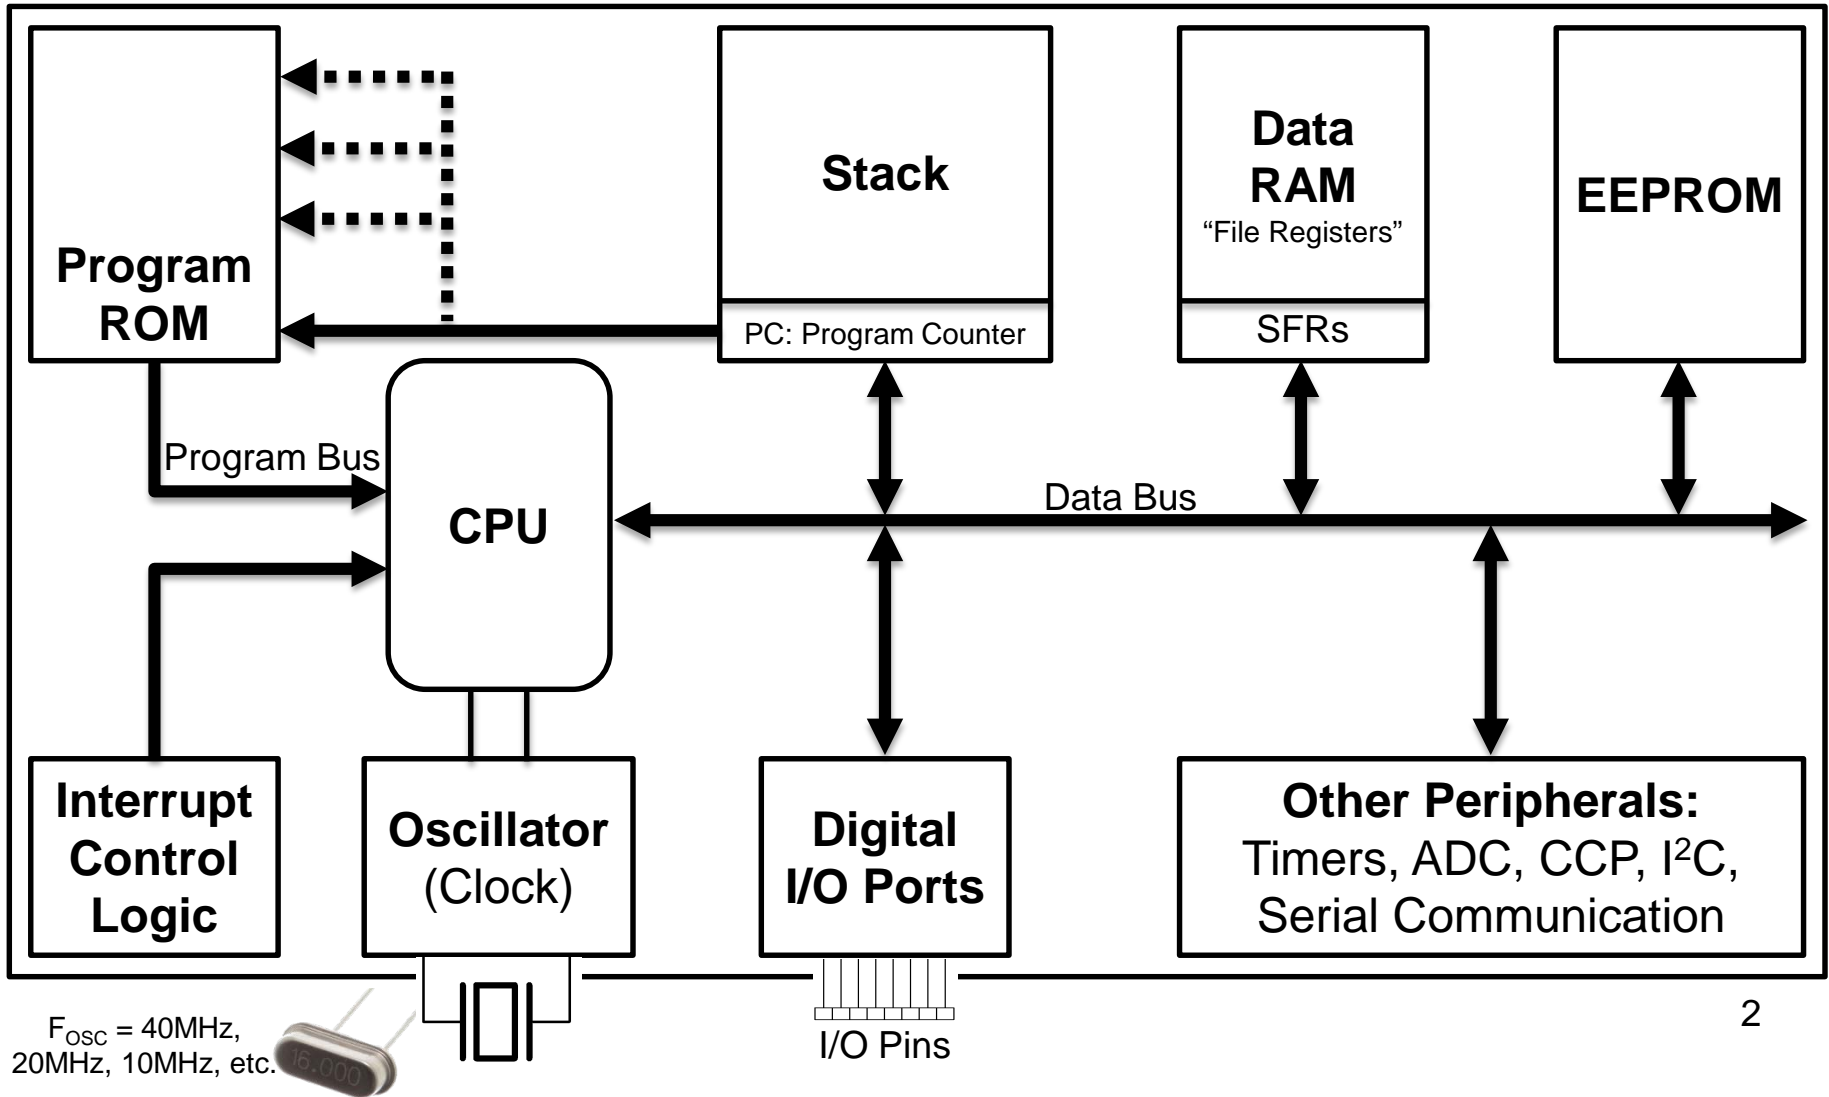 Program
ROM
Stack
PC: Program Counter
Data
RAM
“File Registers”
SFRs
EEPROM
Program Bus
CPU
Data Bus
Interrupt
Control
Logic
Oscillator
(Clock)
Digital
I/O Ports
Other Peripherals:
Timers, ADC, CCP, I²C,
Serial Communication
F_OSC = 40MHz,
20MHz, 10MHz, etc.
16.000
I/O Pins
2